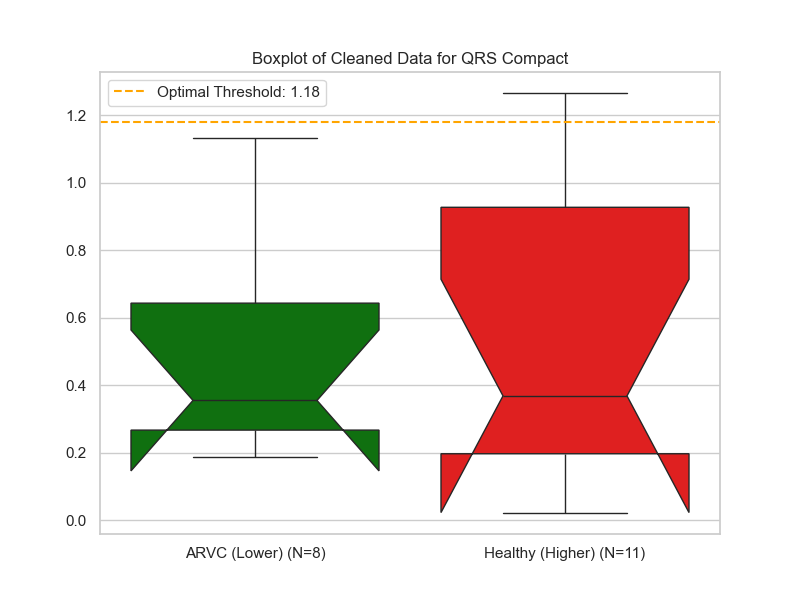 Boxplot of Cleaned Data for QRS Compact
Optimal Threshold: 1.18
1.2
1.0
0.8
0.6
0.4
0.2
0.0
ARVC (Lower) (N=8)
Healthy (Higher) (N=11)